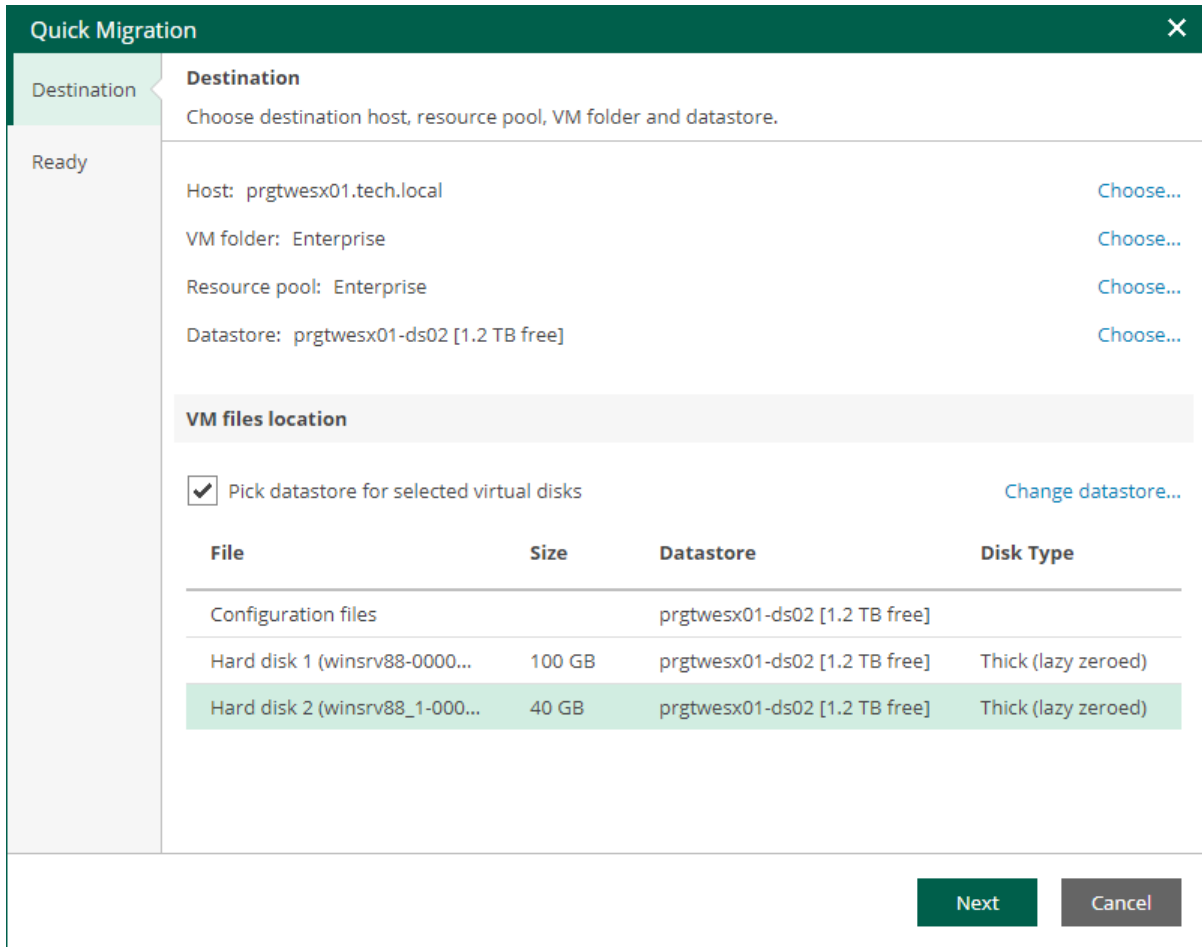 Quick Migration
Destination
Ready
Destination
Choose destination host, resource pool, VM folder and datastore.
Host: prgtwesx01.tech.local Choose...
VM folder: Enterprise Choose...
Resource pool: Enterprise Choose...
Datastore: prgtwesx01-ds02 [1.2 TB free] Choose...
VM files location
Pick datastore for selected virtual disks Change datastore...
File Size Datastore Disk Type
Configuration files prgtwesx01-ds02 [1.2 TB free]
Hard disk 1 (winsrv88-0000... 100 GB prgtwesx01-ds02 [1.2 TB free] Thick (lazy zeroed)
Hard disk 2 (winsrv88_1-000... 40 GB prgtwesx01-ds02 [1.2 TB free] Thick (lazy zeroed)
Next Cancel